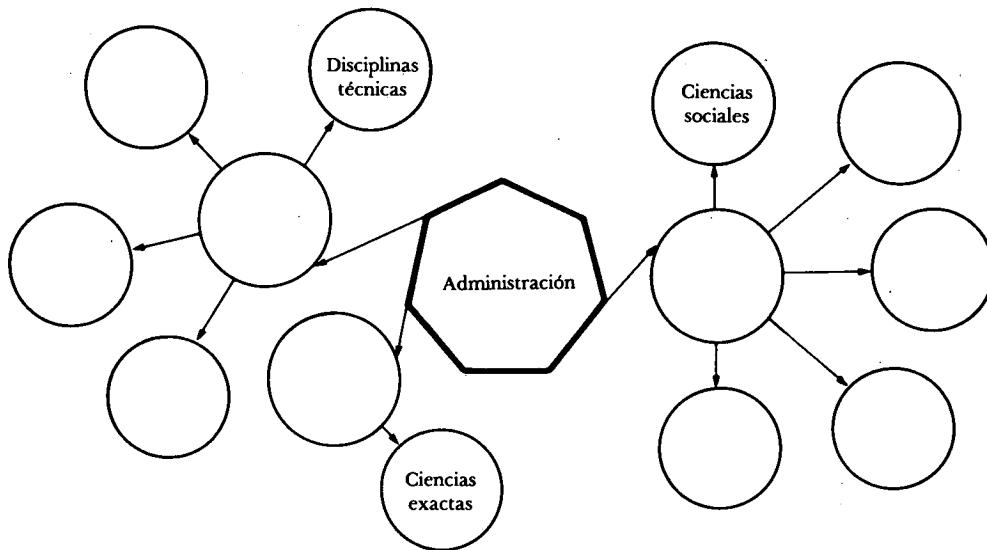 Disciplinas
técnicas
Ciencias
sociales
Administración
Ciencias
exactas